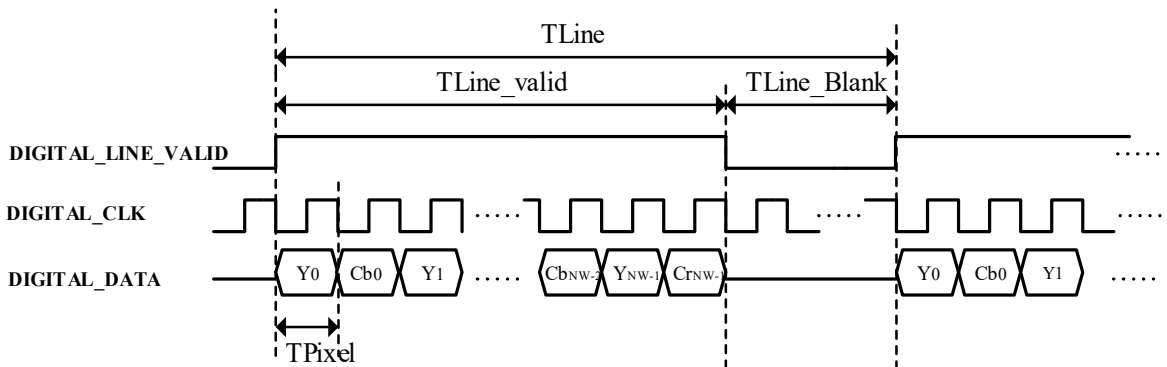 TLine
TLine_valid TLine_Blank
DIGITAL_LINE_VALID ·····
DIGITAL_CLK ····· ····· ·····
DIGITAL_DATA Y0 Cb0 Y1 ····· CbNW-2 YNW-1 CrNW-1 Y0 Cb0 Y1 ·····
TPixel